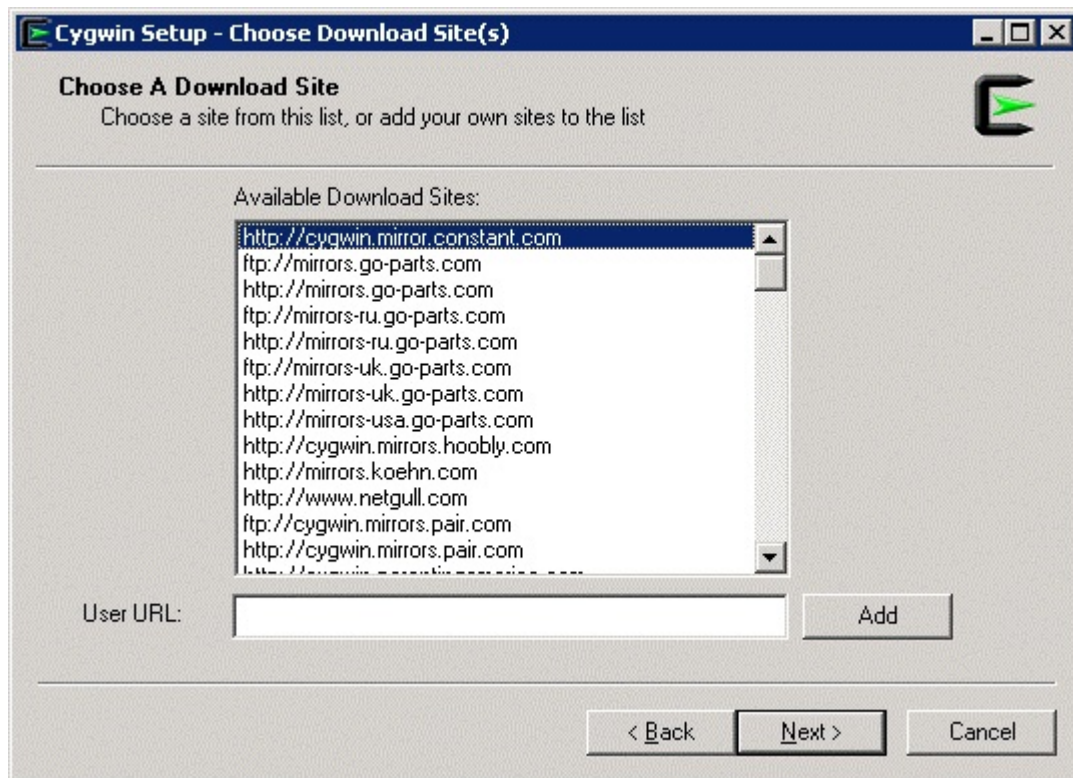 Cygwin Setup - Choose Download Site(s)
Choose A Download Site
Choose a site from this list, or add your own sites to the list
Available Download Sites:
http://cygwin.mirror.constant.com
ftp://mirrors.go-parts.com
http://mirrors.go-parts.com
ftp://mirrors-ru.go-parts.com
http://mirrors-ru.go-parts.com
ftp://mirrors-uk.go-parts.com
http://mirrors-uk.go-parts.com
http://mirrors-usa.go-parts.com
http://cygwin.mirrors.hoobly.com
http://mirrors.koehn.com
http://www.netgull.com
ftp://cygwin.mirrors.pair.com
http://cygwin.mirrors.pair.com
User URL:
Add
< Back
Next >
Cancel